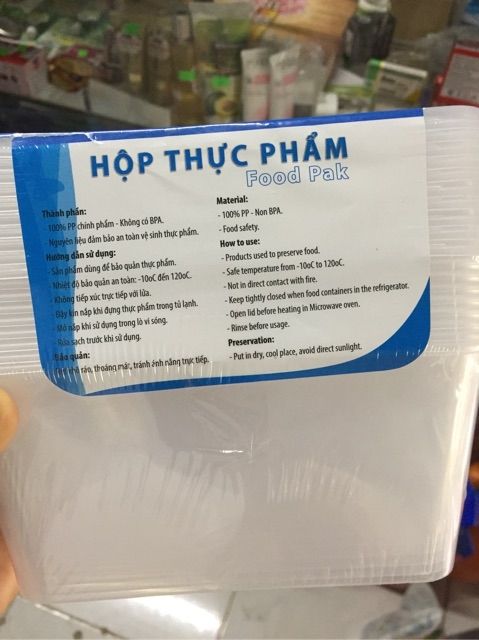 HỘP THỰC PHẨM
Food Pak
Thành phần:
- 100% PP chính phẩm - Không có BPA.
- Nguyên liệu đảm bảo an toàn vệ sinh thực phẩm.
Hướng dẫn sử dụng:
- Sản phẩm dùng để bảo quản thực phẩm.
- Nhiệt độ bảo quản an toàn: -10oC đến 120oC.
- Không tiếp xúc trực tiếp với lửa.
- Đậy kín nắp khi đựng thực phẩm trong tủ lạnh.
- Mở nắp khi sử dụng trong lò vi sóng.
- Rửa sạch trước khi sử dụng.
Bảo quản:
khô ráo, thoáng mát, tránh ánh nắng trực tiếp.
Material:
- 100% PP - Non BPA.
- Food safety.
How to use:
- Products used to preserve food.
- Safe temperature from -10oC to 120oC.
- Not in direct contact with fire.
- Keep tightly closed when food containers in the refrigerator.
- Open lid before heating in Microwave oven.
- Rinse before usage.
Preservation:
- Put in dry, cool place, avoid direct sunlight.